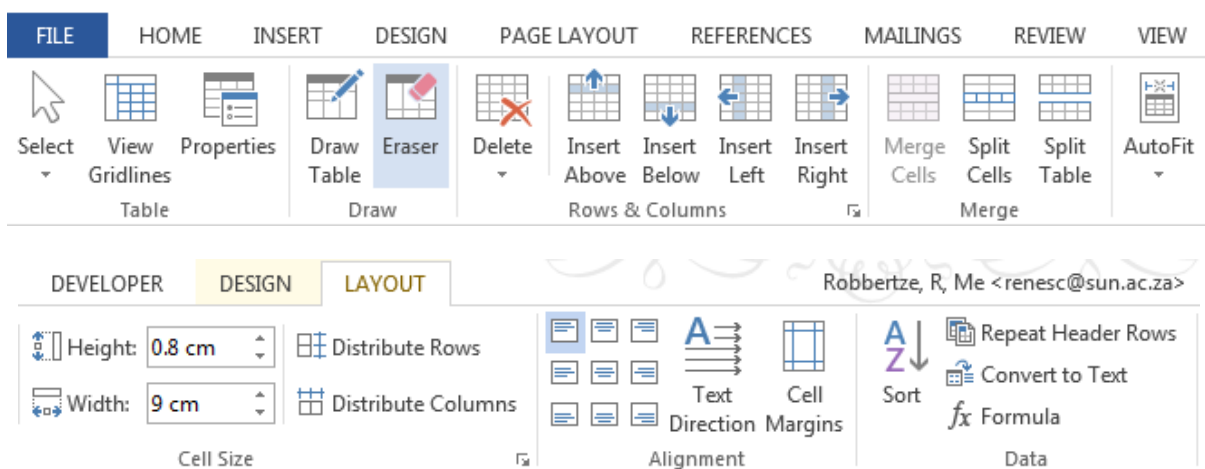 FILE HOME INSERT DESIGN PAGE LAYOUT REFERENCES MAILINGS REVIEW VIEW
Select View Properties Draw Eraser Delete Insert Insert Insert Insert Merge Split Split AutoFit
Gridlines Table Above Below Left Right Cells Cells Table
Table Draw Rows & Columns Merge
DEVELOPER DESIGN LAYOUT Robbertze, R, Me <renesc@sun.ac.za>
Height: 0.8 cm Distribute Rows A Text Direction Cell Margins A Z Sort Repeat Header Rows
Convert to Text
Width: 9 cm Distribute Columns fx Formula
Cell Size Alignment Data